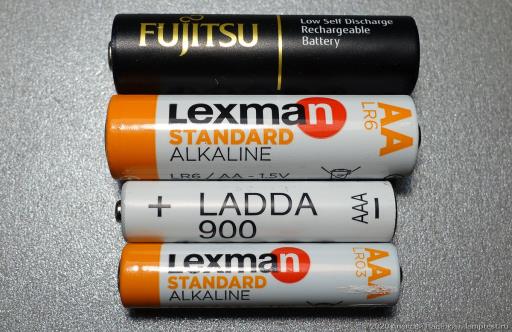 FUJITSU
Low Self Discharge
Rechargeable
Battery
Lexman
STANDARD
ALKALINE
LR6 / AA - 1.5V
AA
LR6
+ LADDA
900
AAA
−
Lexman
STANDARD
ALKALINE
AAA
LR03